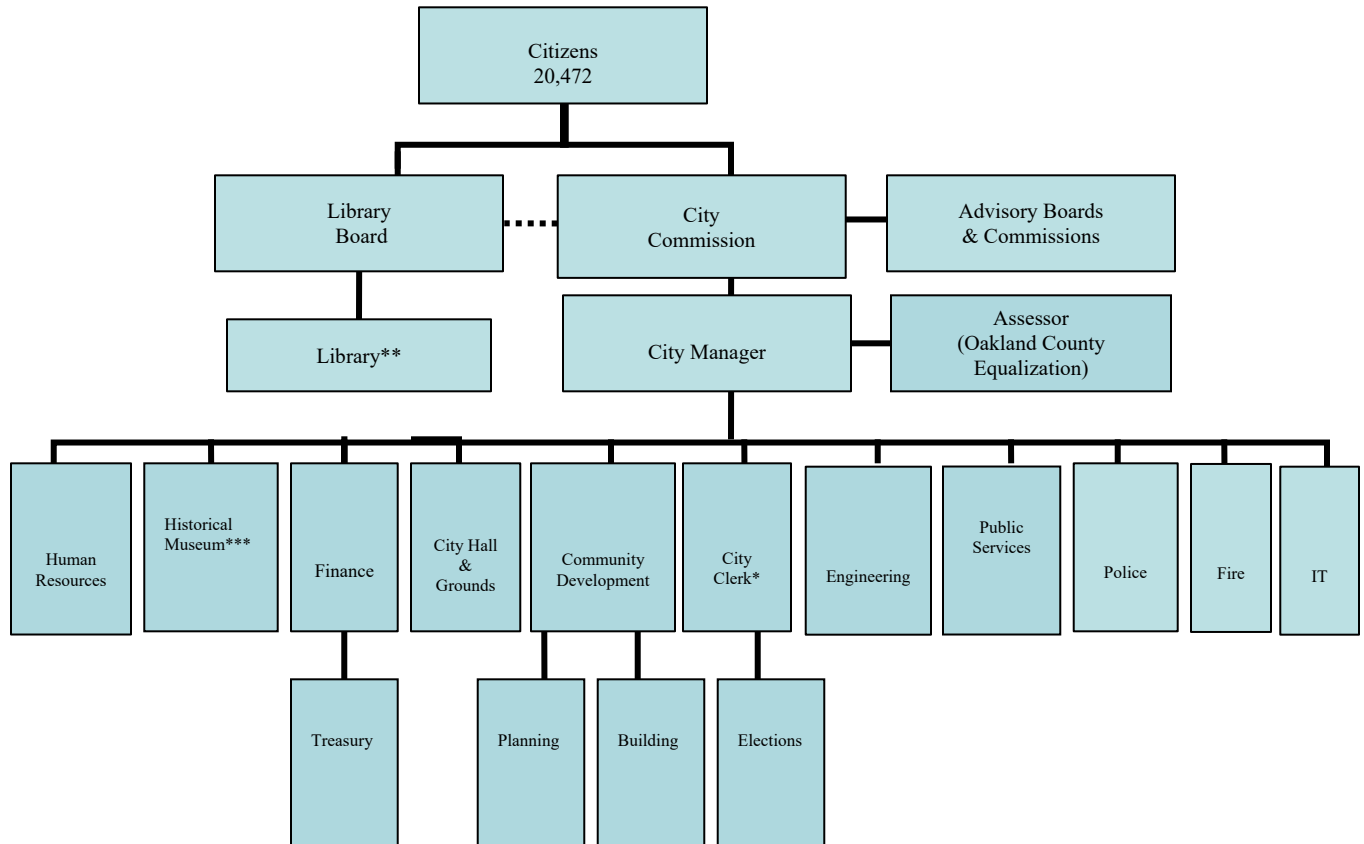 Citizens
20,472
Library
Board
City
Commission
Advisory Boards
& Commissions
Library**
City Manager
Assessor
(Oakland County
Equalization)
Human
Resources
Historical
Museum***
Finance
City Hall
&
Grounds
Community
Development
City
Clerk*
Engineering
Public
Services
Police
Fire
IT
Treasury
Planning
Building
Elections